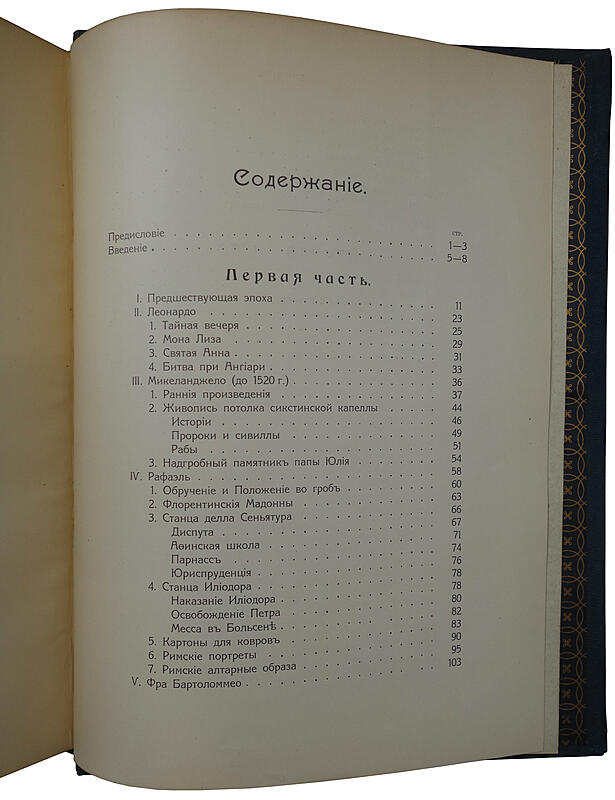 Содержаніе.
стр.
Предисловіе 1—3
Введеніе 5—8
Первая часть.
I. Предшествующая эпоха 11
II. Леонардо 23
1. Тайная вечеря 25
2. Мона Лиза 29
3. Святая Анна 31
4. Битва при Ангіари 33
III. Микеланджело (до 1520 г.) 36
1. Раннія произведенія 37
2. Живопись потолка сикстинской капеллы 44
Исторіи 46
Пророки и сивиллы 49
Рабы 51
3. Надгробный памятникъ папы Юлія 54
IV. Рафаэль 58
1. Обрученіе и Положеніе во гробъ 60
2. Флорентинскія Мадонны 63
3. Станца делла Сеньятура 66
Диспута 67
Аѳинская школа 71
Парнассъ 74
Юриспруденція 76
4. Станца Иліодора 78
Наказаніе Иліодора 78
Освобожденіе Петра 80
Месса въ Больсенѣ 82
5. Картоны для ковровъ 83
6. Римскіе портреты 90
7. Римскіе алтарные образа 95
V. Фра Бартоломмео 103